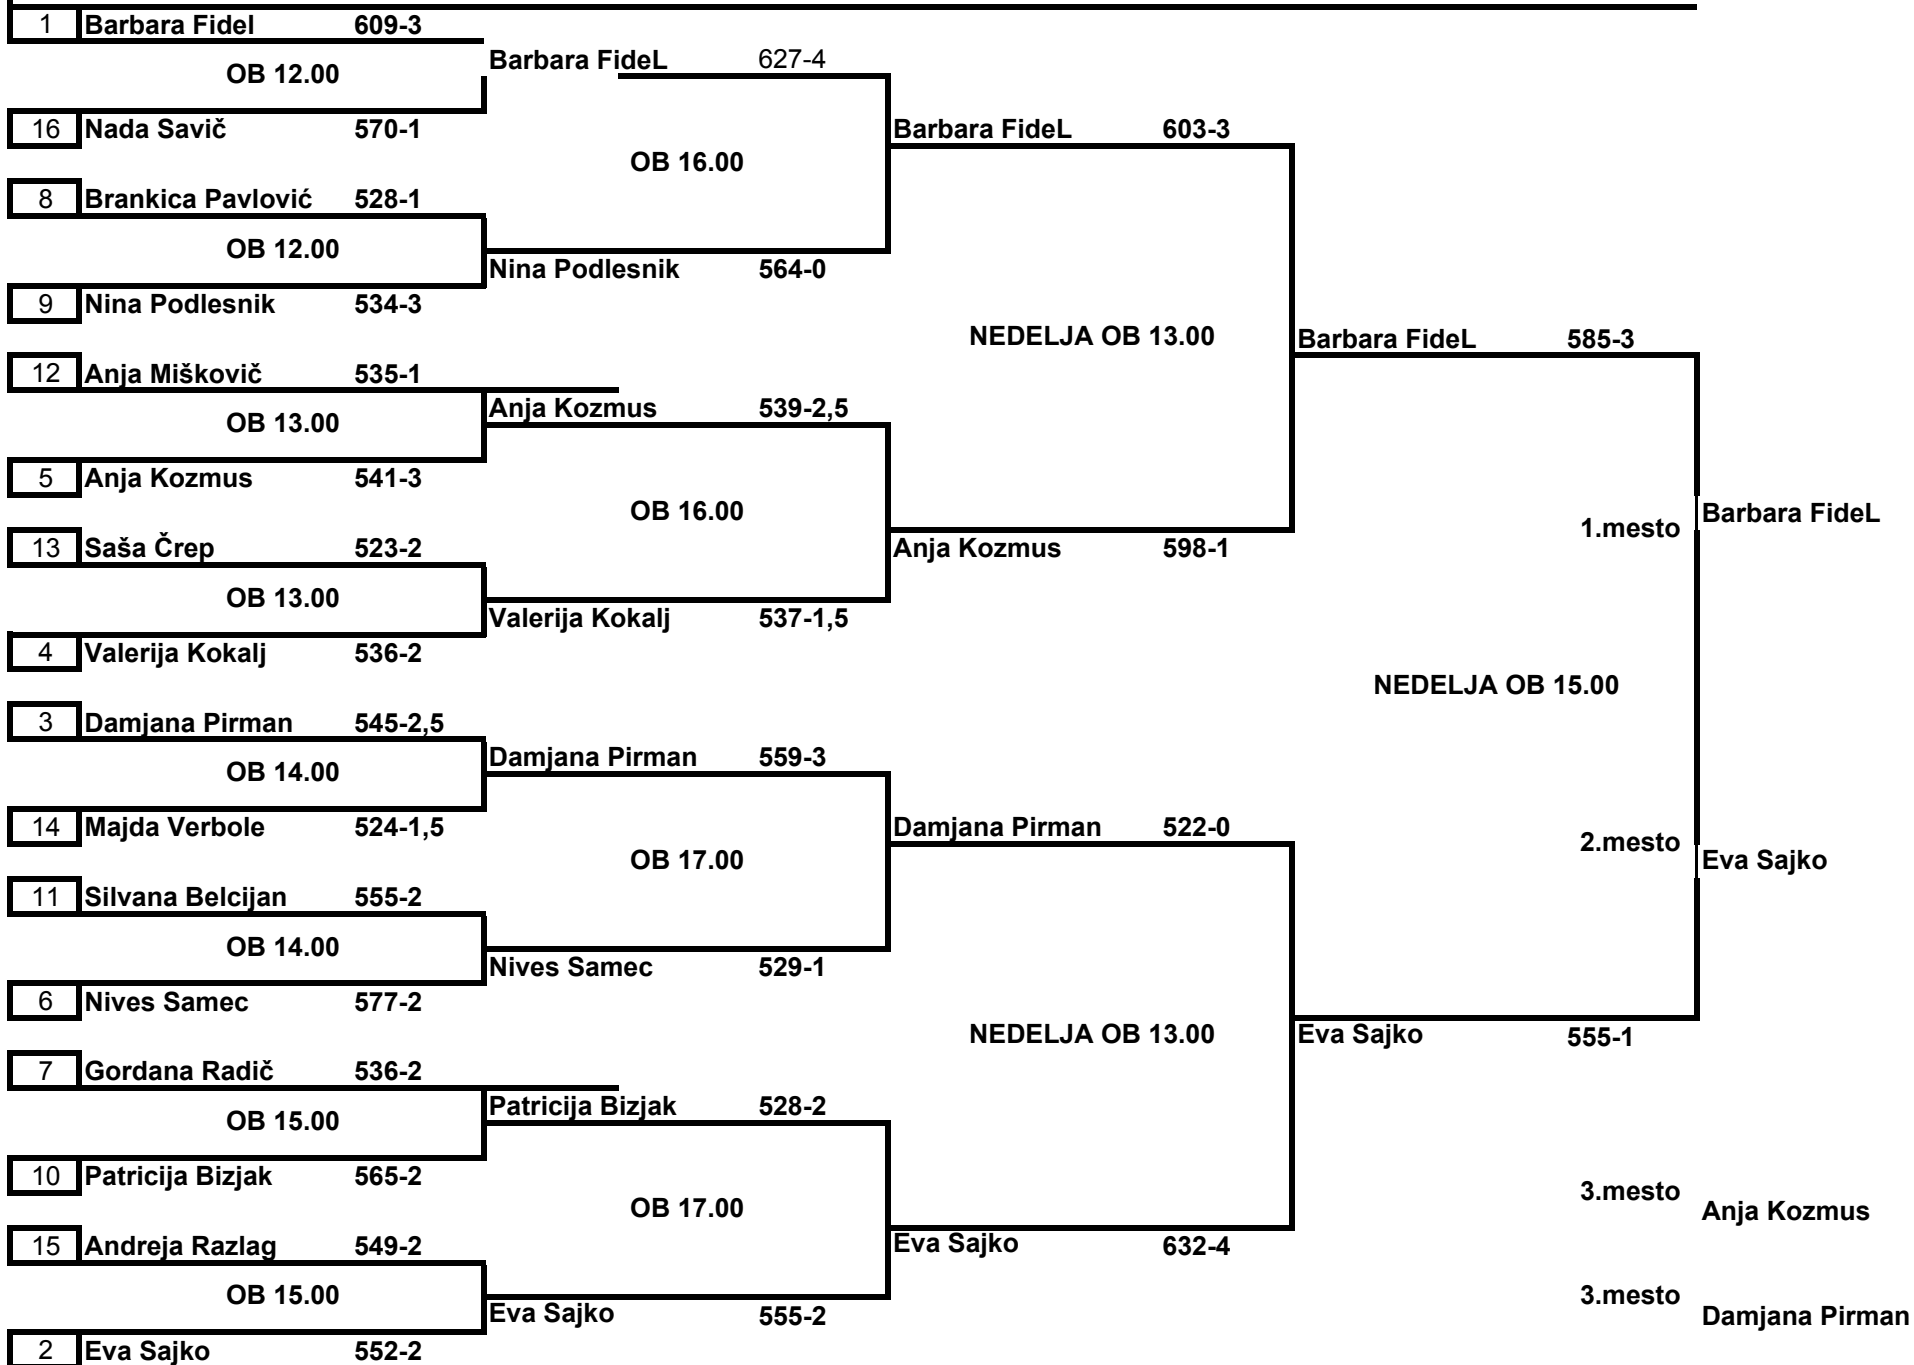 1 Barbara Fidel 609-3
Barbara FideL 627-4
OB 12.00
16 Nada Savič 570-1
Barbara FideL 603-3
OB 16.00
8 Brankica Pavlović 528-1
OB 12.00
Nina Podlesnik 564-0
9 Nina Podlesnik 534-3
NEDELJA OB 13.00
Barbara FideL 585-3
12 Anja Miškovič 535-1
Anja Kozmus 539-2,5
OB 13.00
5 Anja Kozmus 541-3
OB 16.00
Barbara FideL
1.mesto
13 Saša Črep 523-2
Anja Kozmus 598-1
OB 13.00
Valerija Kokalj 537-1,5
4 Valerija Kokalj 536-2
NEDELJA OB 15.00
3 Damjana Pirman 545-2,5
Damjana Pirman 559-3
OB 14.00
14 Majda Verbole 524-1,5
Damjana Pirman 522-0
2.mesto
OB 17.00
Eva Sajko
11 Silvana Belcijan 555-2
OB 14.00
Nives Samec 529-1
6 Nives Samec 577-2
NEDELJA OB 13.00
Eva Sajko 555-1
7 Gordana Radič 536-2
Patricija Bizjak 528-2
OB 15.00
10 Patricija Bizjak 565-2
3.mesto
OB 17.00
Anja Kozmus
15 Andreja Razlag 549-2
Eva Sajko 632-4
OB 15.00
3.mesto
Eva Sajko 555-2
Damjana Pirman
2 Eva Sajko 552-2